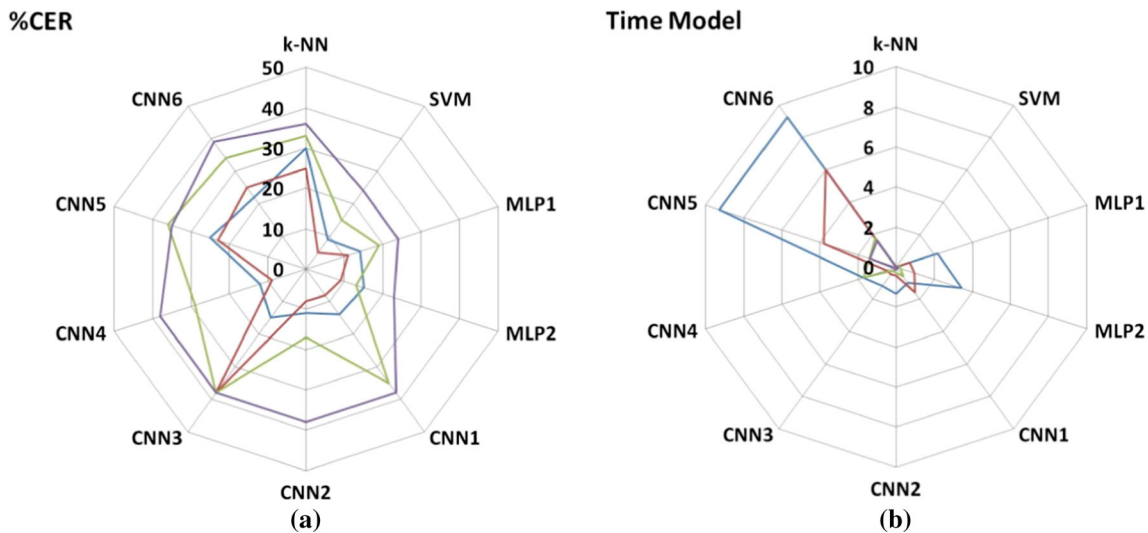 %CER
k-NN
50
40
30
20
10
0
SVM
MLP1
MLP2
CNN1
CNN2
CNN3
CNN4
CNN5
CNN6
(a)
Time Model
k-NN
10
8
6
4
2
0
SVM
MLP1
MLP2
CNN1
CNN2
CNN3
CNN4
CNN5
CNN6
(b)